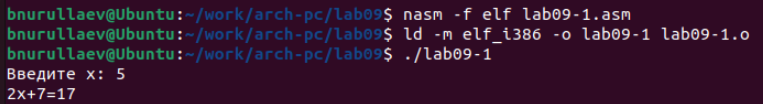 bnurullaev@Ubuntu:~/work/arch-pc/lab09$ nasm -f elf lab09-1.asm
bnurullaev@Ubuntu:~/work/arch-pc/lab09$ ld -m elf_i386 -o lab09-1 lab09-1.o
bnurullaev@Ubuntu:~/work/arch-pc/lab09$ ./lab09-1
Введите x: 5
2x+7=17